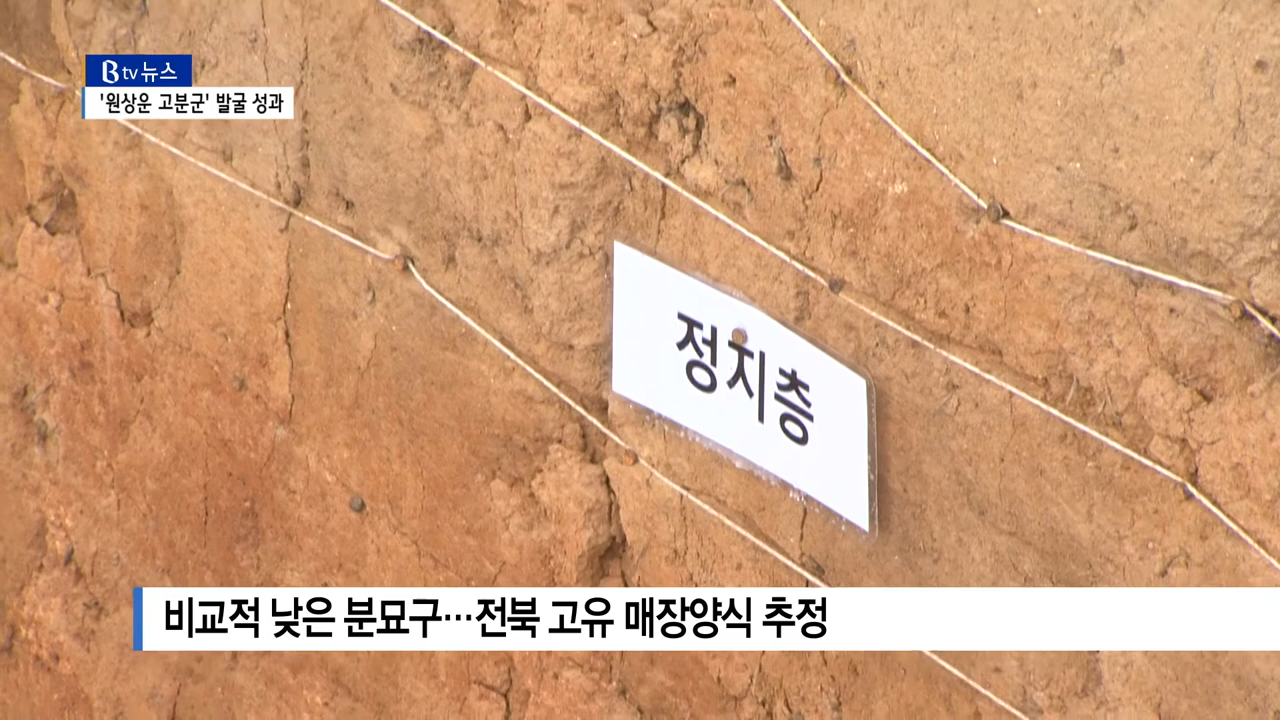 B tv 뉴스
'원상운 고분군' 발굴 성과
정지층
비교적 낮은 분묘구…전북 고유 매장양식 추정